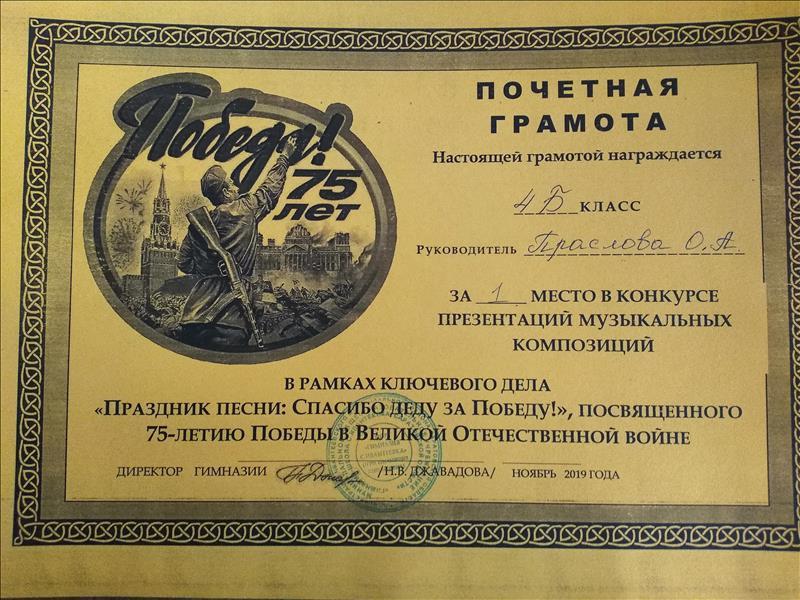 Победа!
75
лет
ПОЧЕТНАЯ
ГРАМОТА
Настоящей грамотой награждается
4Б КЛАСС
РУКОВОДИТЕЛЬ Праслова О.А.
ЗА 1 МЕСТО В КОНКУРСЕ
ПРЕЗЕНТАЦИЙ МУЗЫКАЛЬНЫХ
КОМПОЗИЦИЙ
В РАМКАХ КЛЮЧЕВОГО ДЕЛА
«ПРАЗДНИК ПЕСНИ: СПАСИБО ДЕДУ ЗА ПОБЕДУ!», ПОСВЯЩЕННОГО
75-ЛЕТИЮ ПОБЕДЫ В ВЕЛИКОЙ ОТЕЧЕСТВЕННОЙ ВОЙНЕ
ДИРЕКТОР ГИМНАЗИИ /Н.В. ДЖАВАДОВА/ НОЯБРЬ 2019 ГОДА